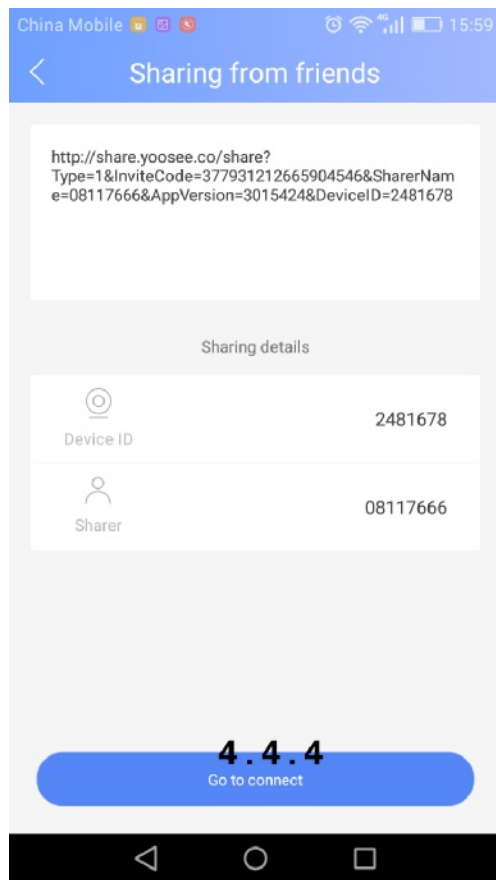 China Mobile 4G 15:59
Sharing from friends
http://share.yoosee.co/share?
Type=1&InviteCode=377931212665904546&SharerNam
e=08117666&AppVersion=3015424&DeviceID=2481678
Sharing details
2481678
Device ID
08117666
Sharer
4.4.4
Go to connect